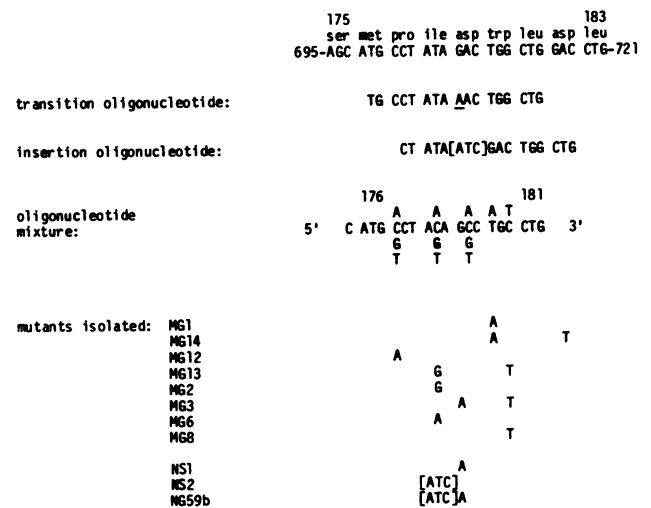 175 183
ser met pro ile asp trp leu asp leu
695-AGC ATG CCT ATA GAC TGG CTG GAC CTG-721
transition oligonucleotide: TG CCT ATA AAC TGG CTG
insertion oligonucleotide: CT ATA[ATC]GAC TGG CTG
176 181
A A A A T
oligonucleotide
mixture: 5' C ATG CCT ACA GCC TGC CTG 3'
G G G
T T T
mutants isolated: MG1 A
MG14 A T
MG12 A
MG13 G T
MG2 G
MG3 A T
MG6 A
MG8 T
NS1 A
NS2 [ATC]
NG59b [ATC]A